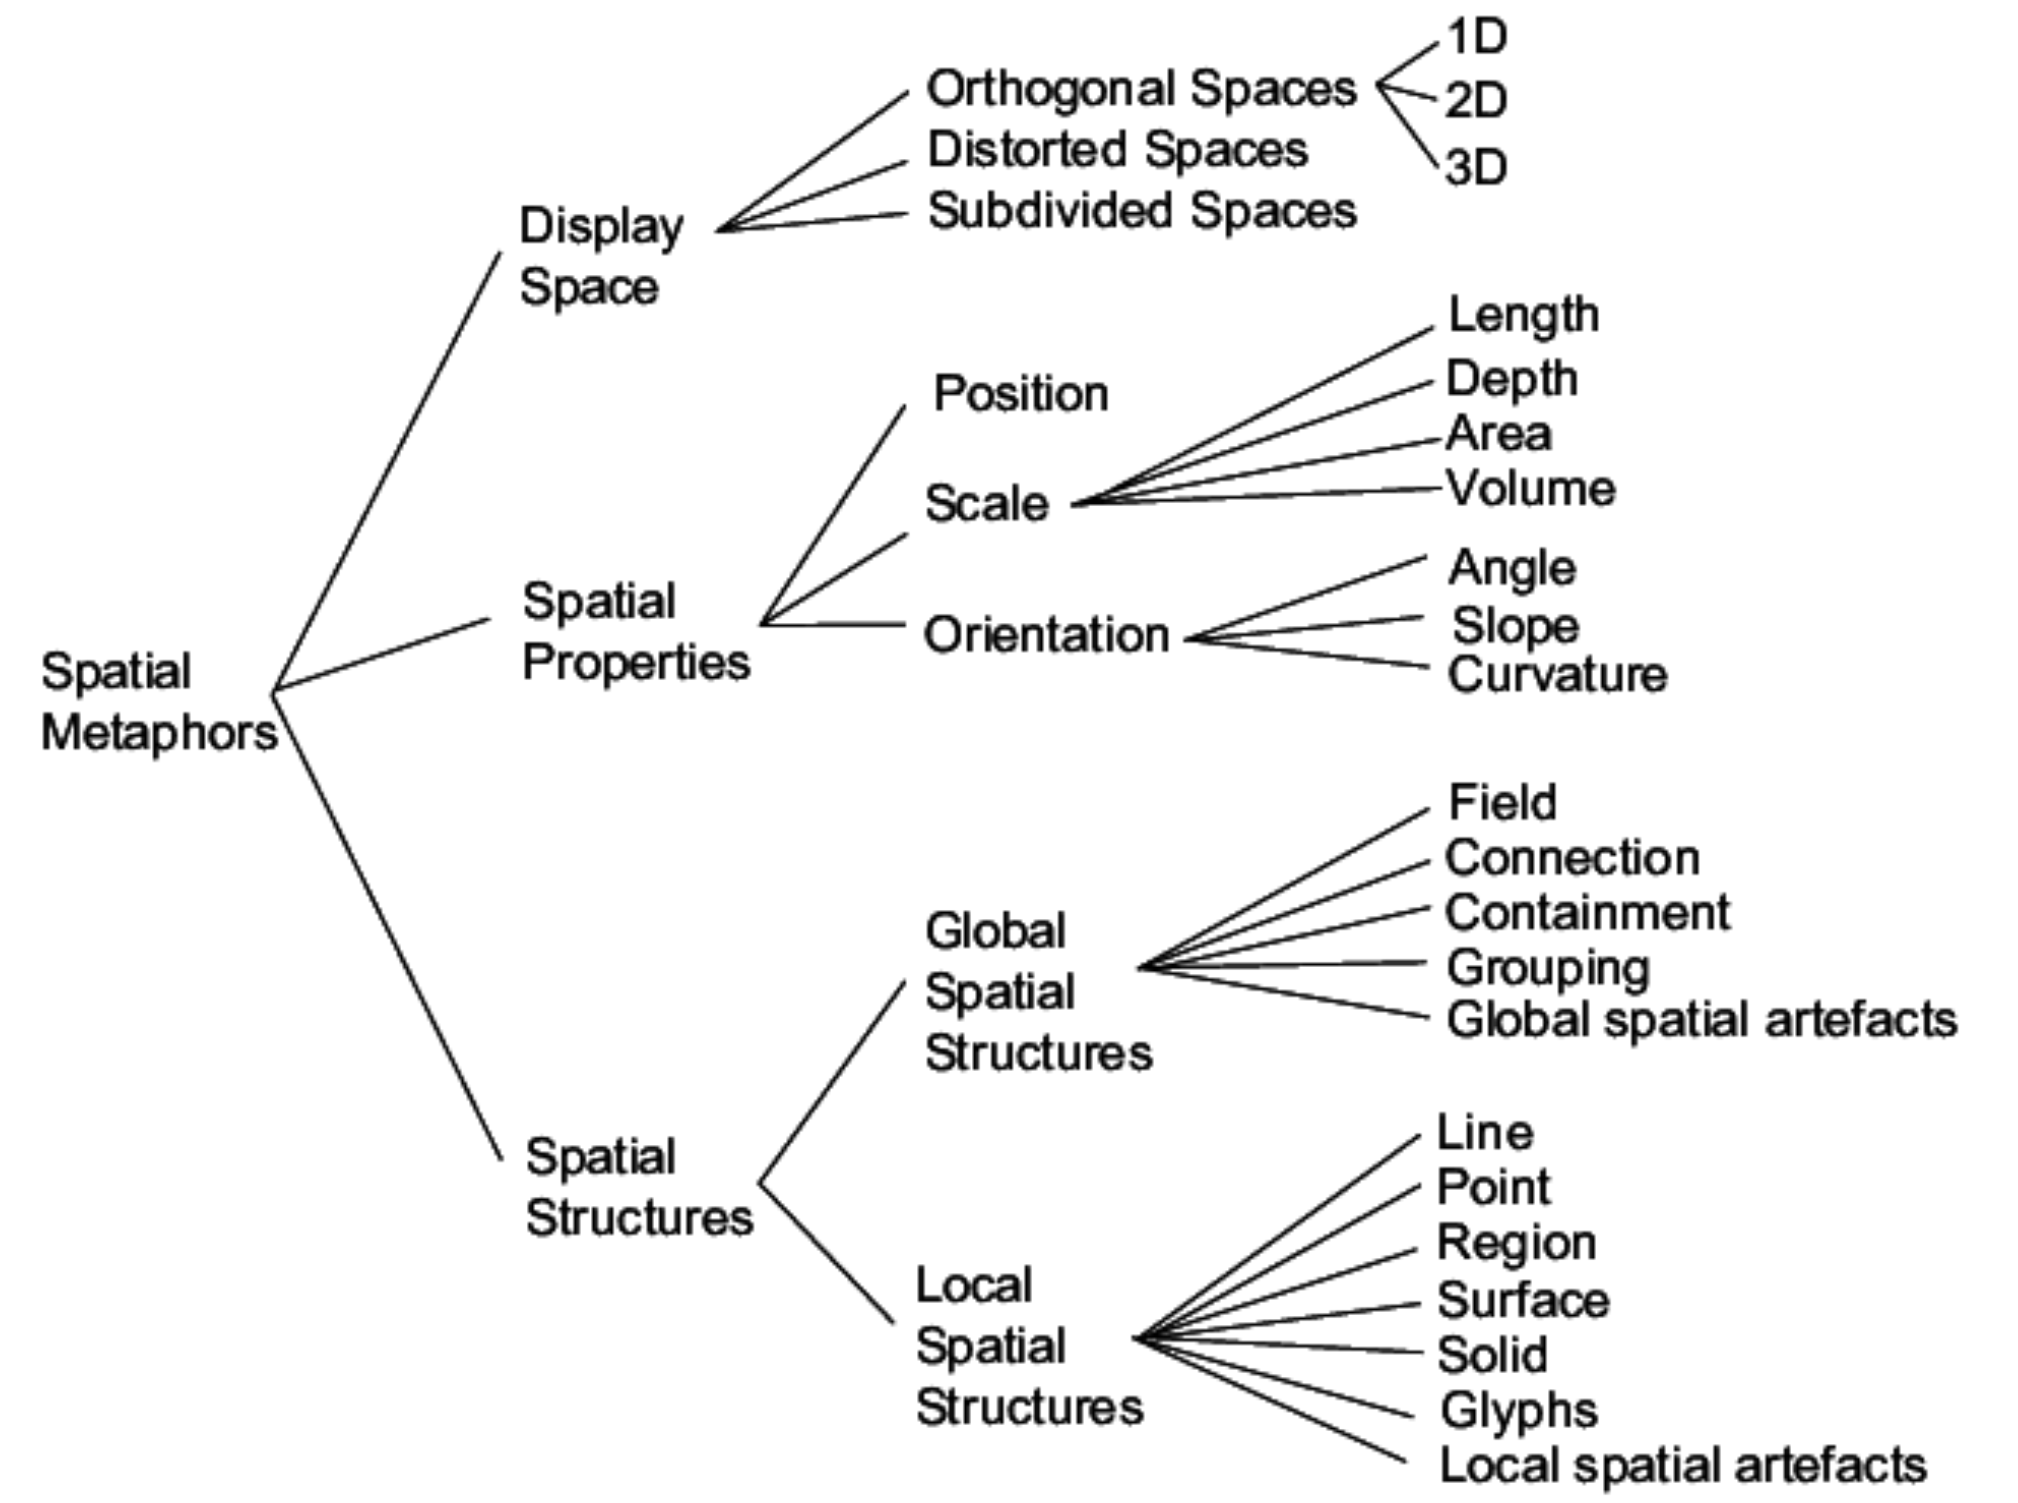 1D
Orthogonal Spaces
2D
Distorted Spaces
3D
Subdivided Spaces
Display
Space
Length
Position
Depth
Area
Scale
Volume
Angle
Spatial
Properties
Orientation
Slope
Curvature
Spatial
Metaphors
Field
Connection
Global
Spatial
Structures
Containment
Grouping
Global spatial artefacts
Spatial
Structures
Line
Point
Region
Local
Spatial
Structures
Surface
Solid
Glyphs
Local spatial artefacts